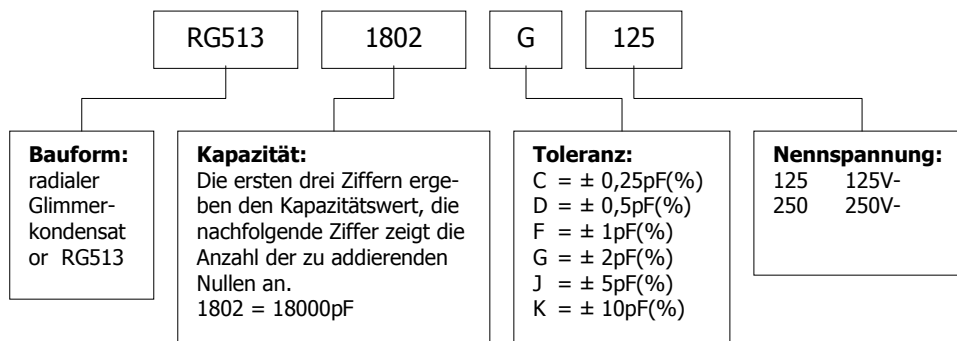 RG513 1802 G 125
Bauform:
radialer
Glimmer-
kondensat
or RG513
Kapazität:
Die ersten drei Ziffern erge-
ben den Kapazitätswert, die
nachfolgende Ziffer zeigt die
Anzahl der zu addierenden
Nullen an.
1802 = 18000pF
Toleranz:
C = ± 0,25pF(%)
D = ± 0,5pF(%)
F = ± 1pF(%)
G = ± 2pF(%)
J = ± 5pF(%)
K = ± 10pF(%)
Nennspannung:
125 125V-
250 250V-